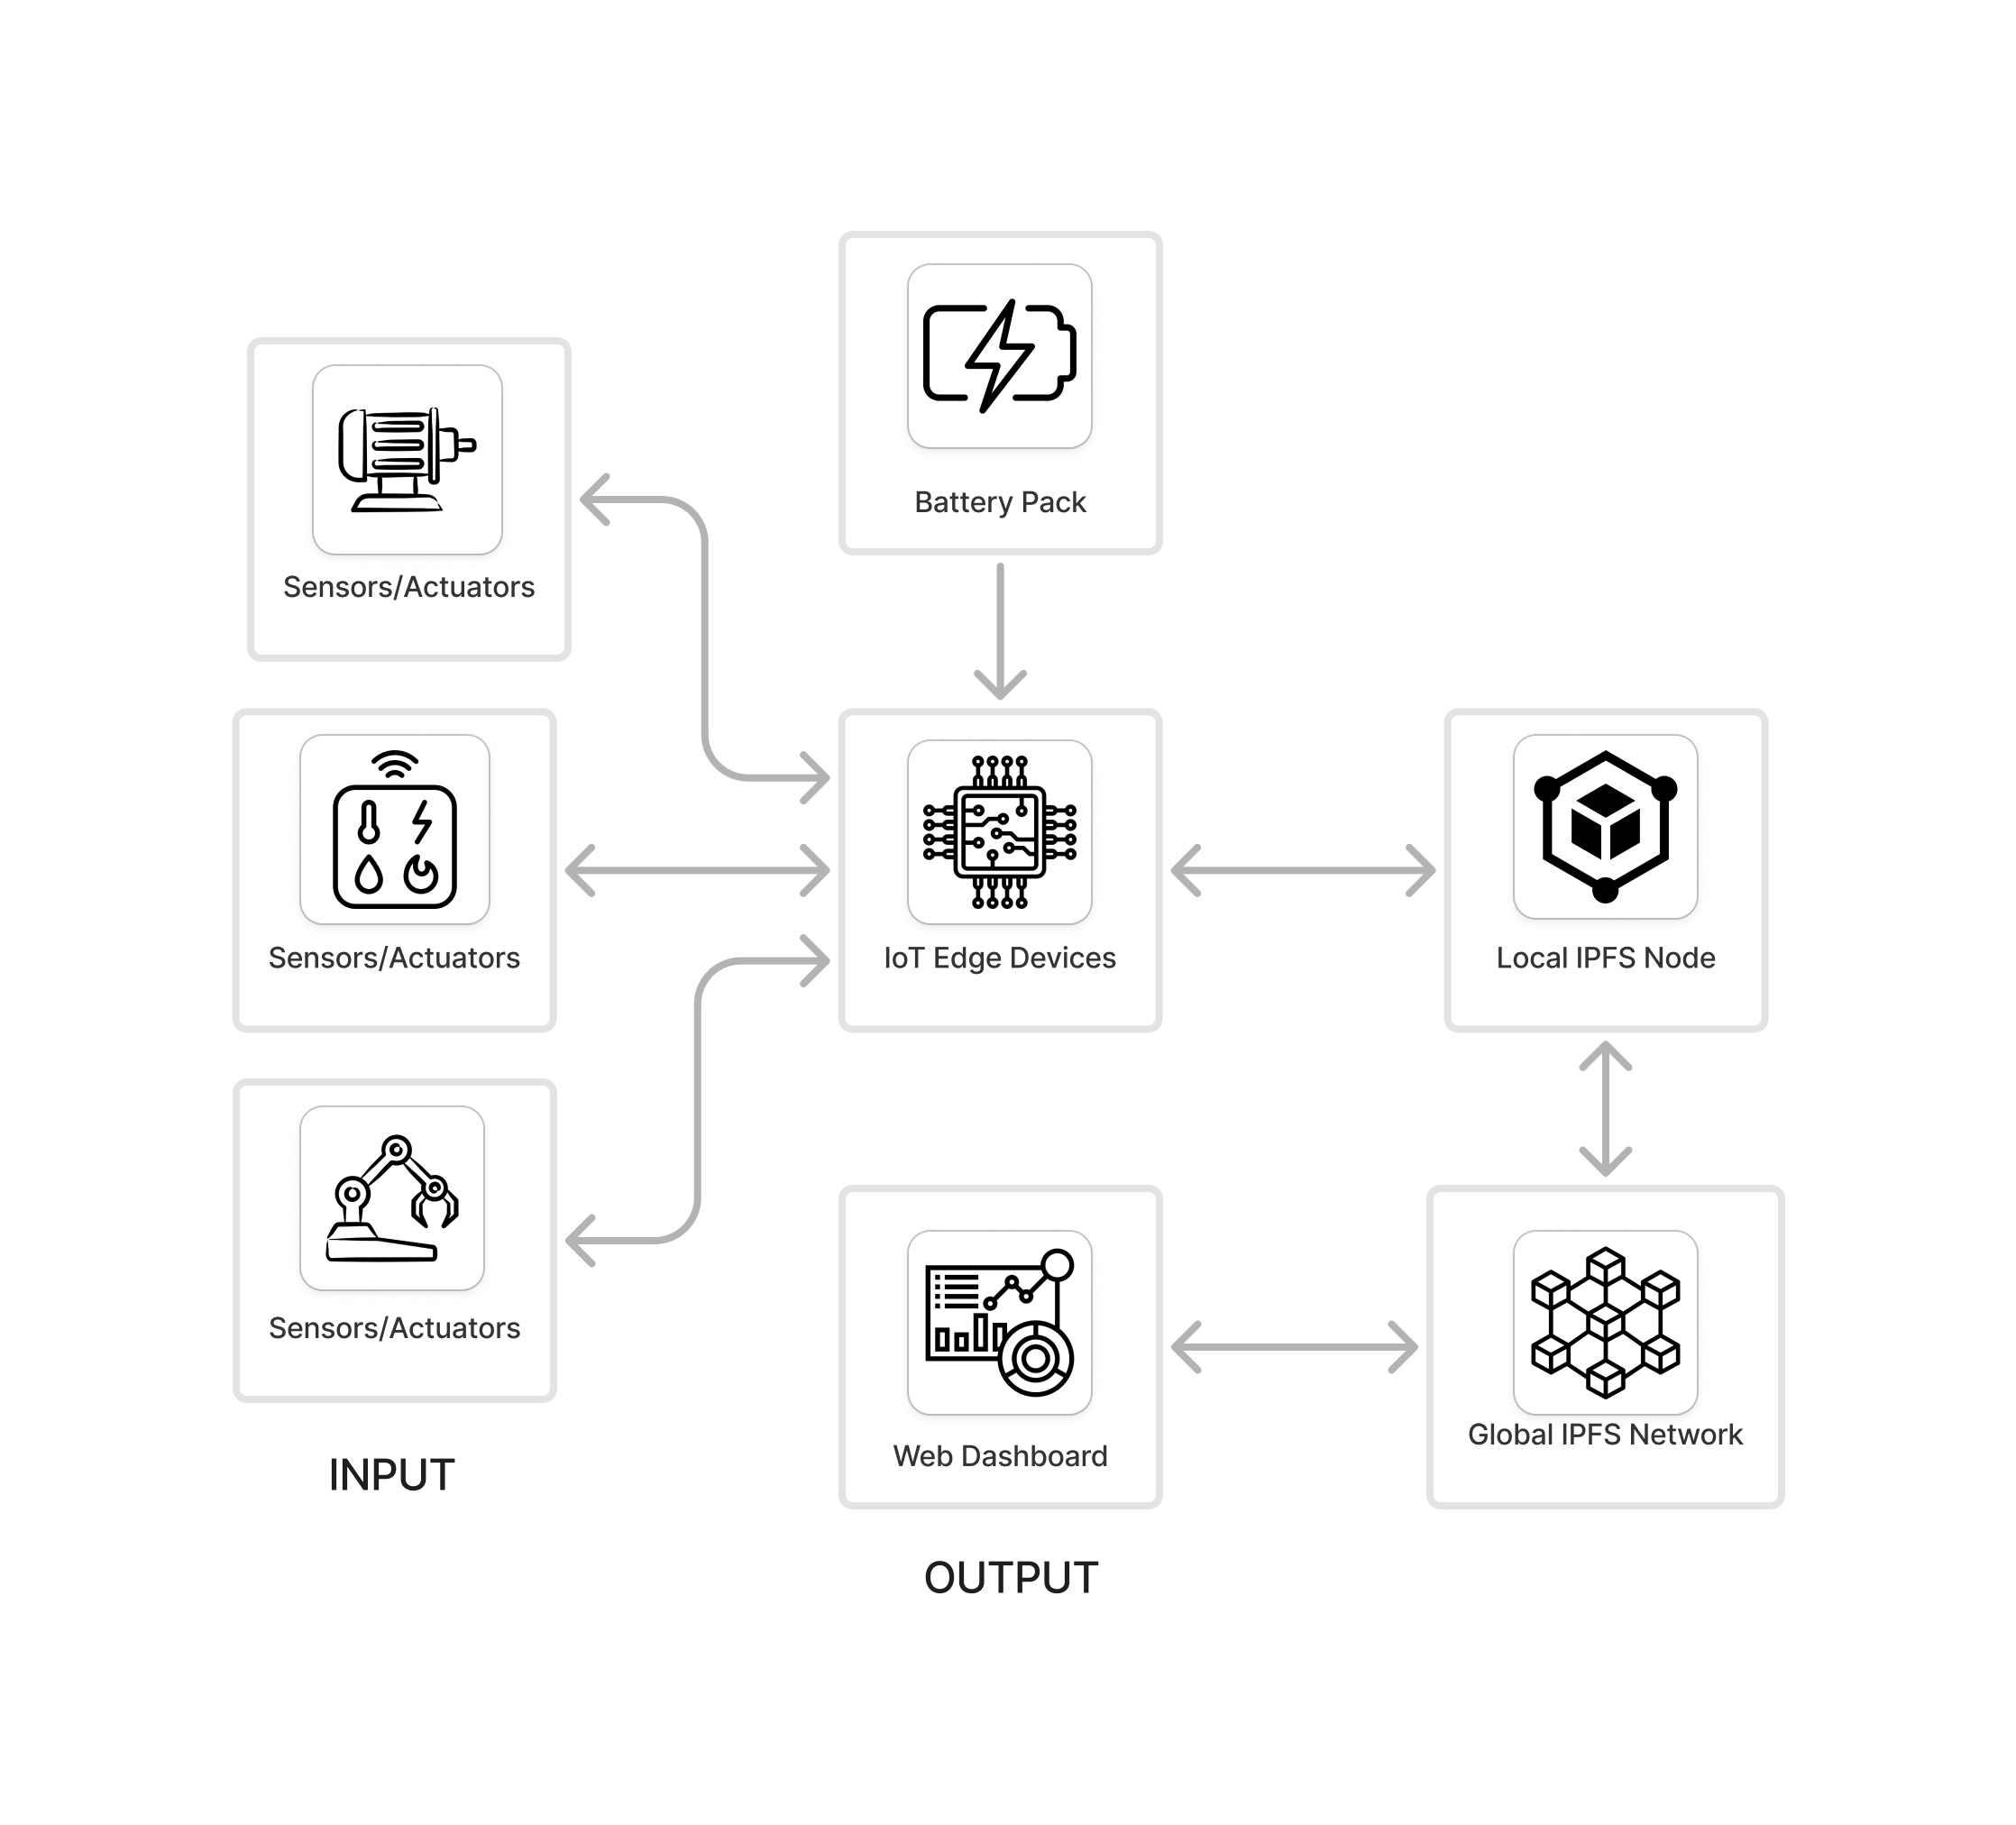 Battery Pack
Sensors/Actuators
Sensors/Actuators
IoT Edge Devices
Local IPFS Node
Sensors/Actuators
Web Dashboard
Global IPFS Network
INPUT
OUTPUT